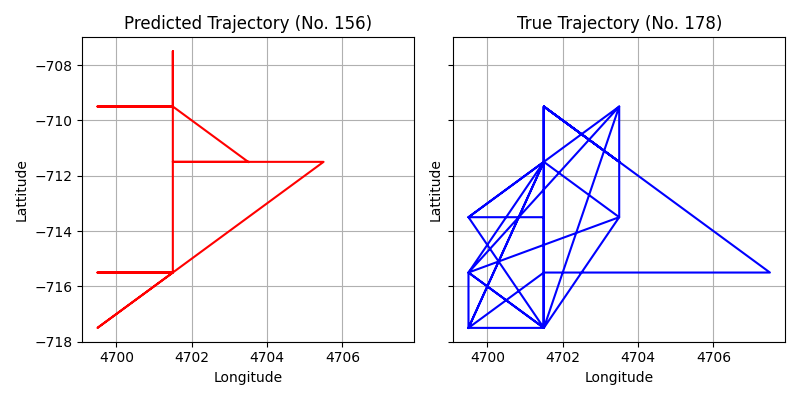 Predicted Trajectory (No. 156)
True Trajectory (No. 178)
−708
−710
−712
−714
−716
−718
Lattitude
Lattitude
4700 4702 4704 4706
4700 4702 4704 4706
Longitude
Longitude